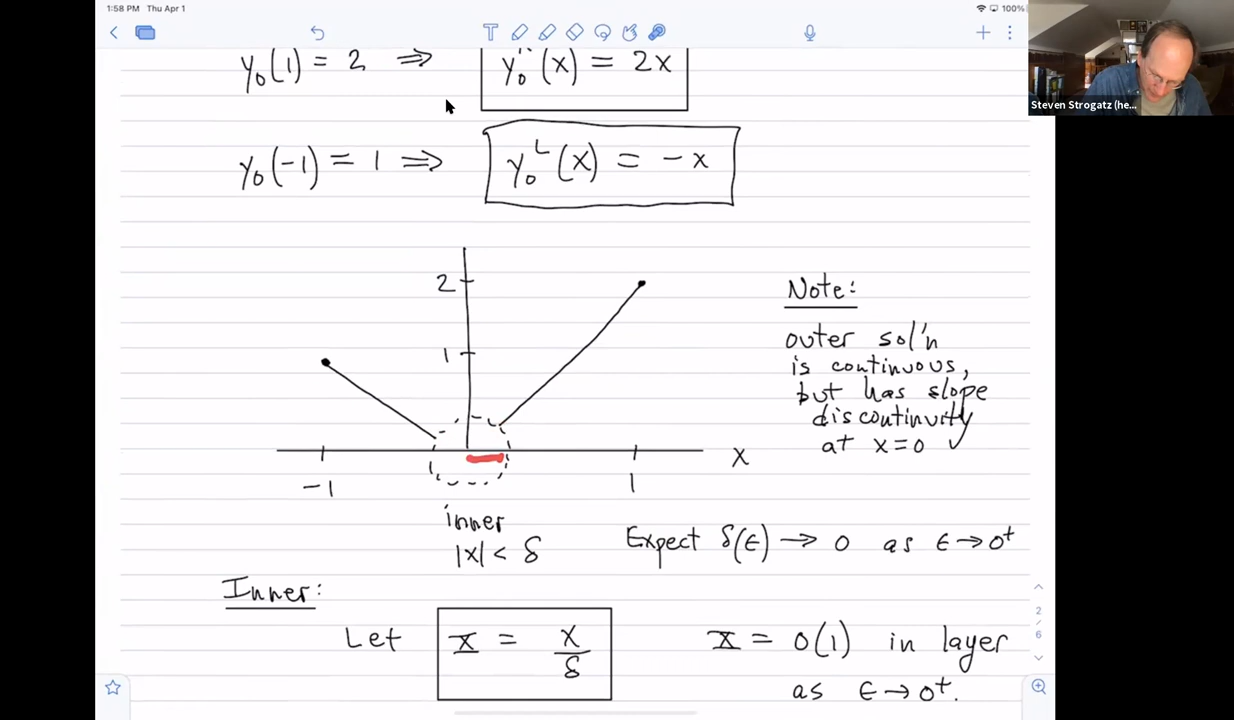 1:58 PM Thu Apr 1
100%
y₀(1) = 2 ⇒ y₀ᴿ(x) = 2x
y₀(-1) = 1 ⇒ y₀ᴸ(x) = -x
Steven Strogatz (he...
2
1
-1
1
x
Note:
outer sol'n
is continuous,
but has slope
discontinuity
at x=0
inner
|x| < δ
Expect δ(ε) → 0 as ε→0⁺
Inner:
Let X = x/δ
X = O(1) in layer
as ε→0⁺.
2
/
6